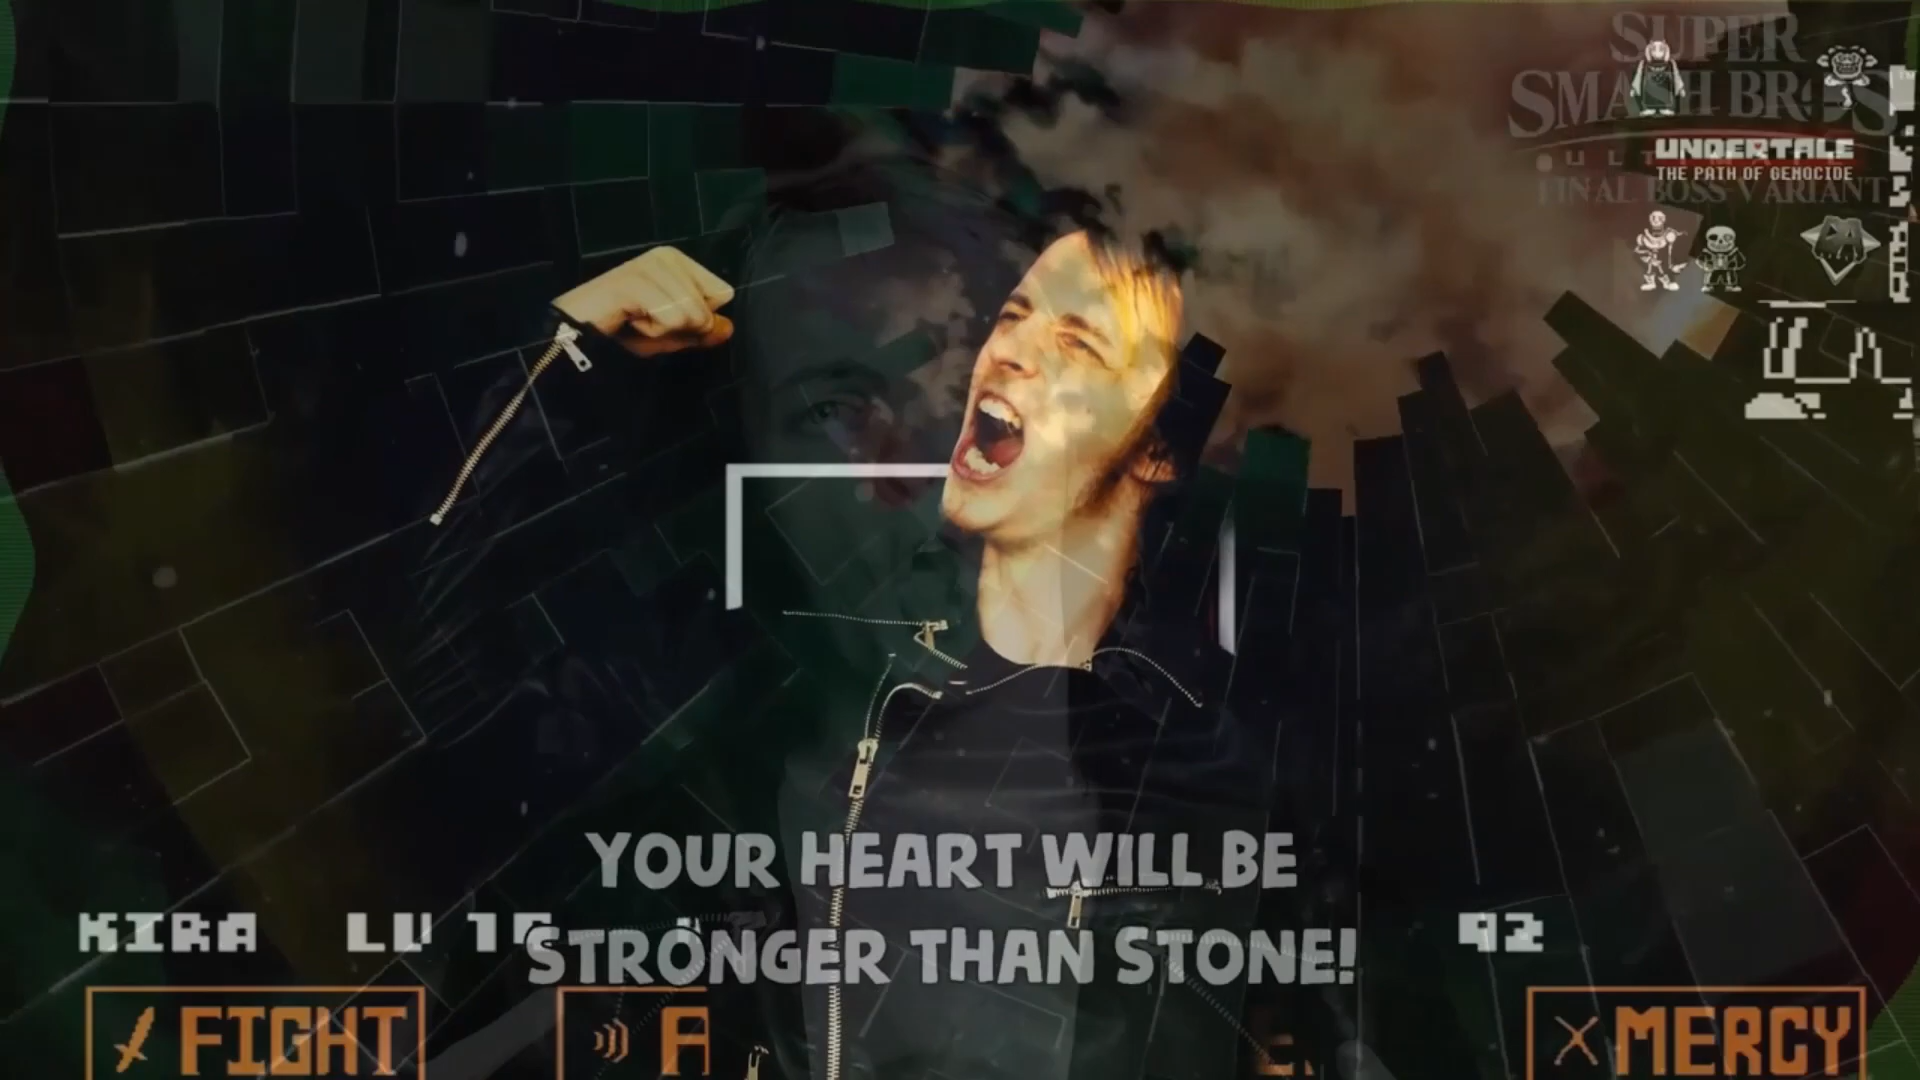 SUPER
SMASH BROS
UNDERTALE
THE PATH OF GENOCIDE
FINAL BOSS VARIANT
YOUR HEART WILL BE
KIRA LV
STRONGER THAN STONE!
92
FIGHT
MERCY